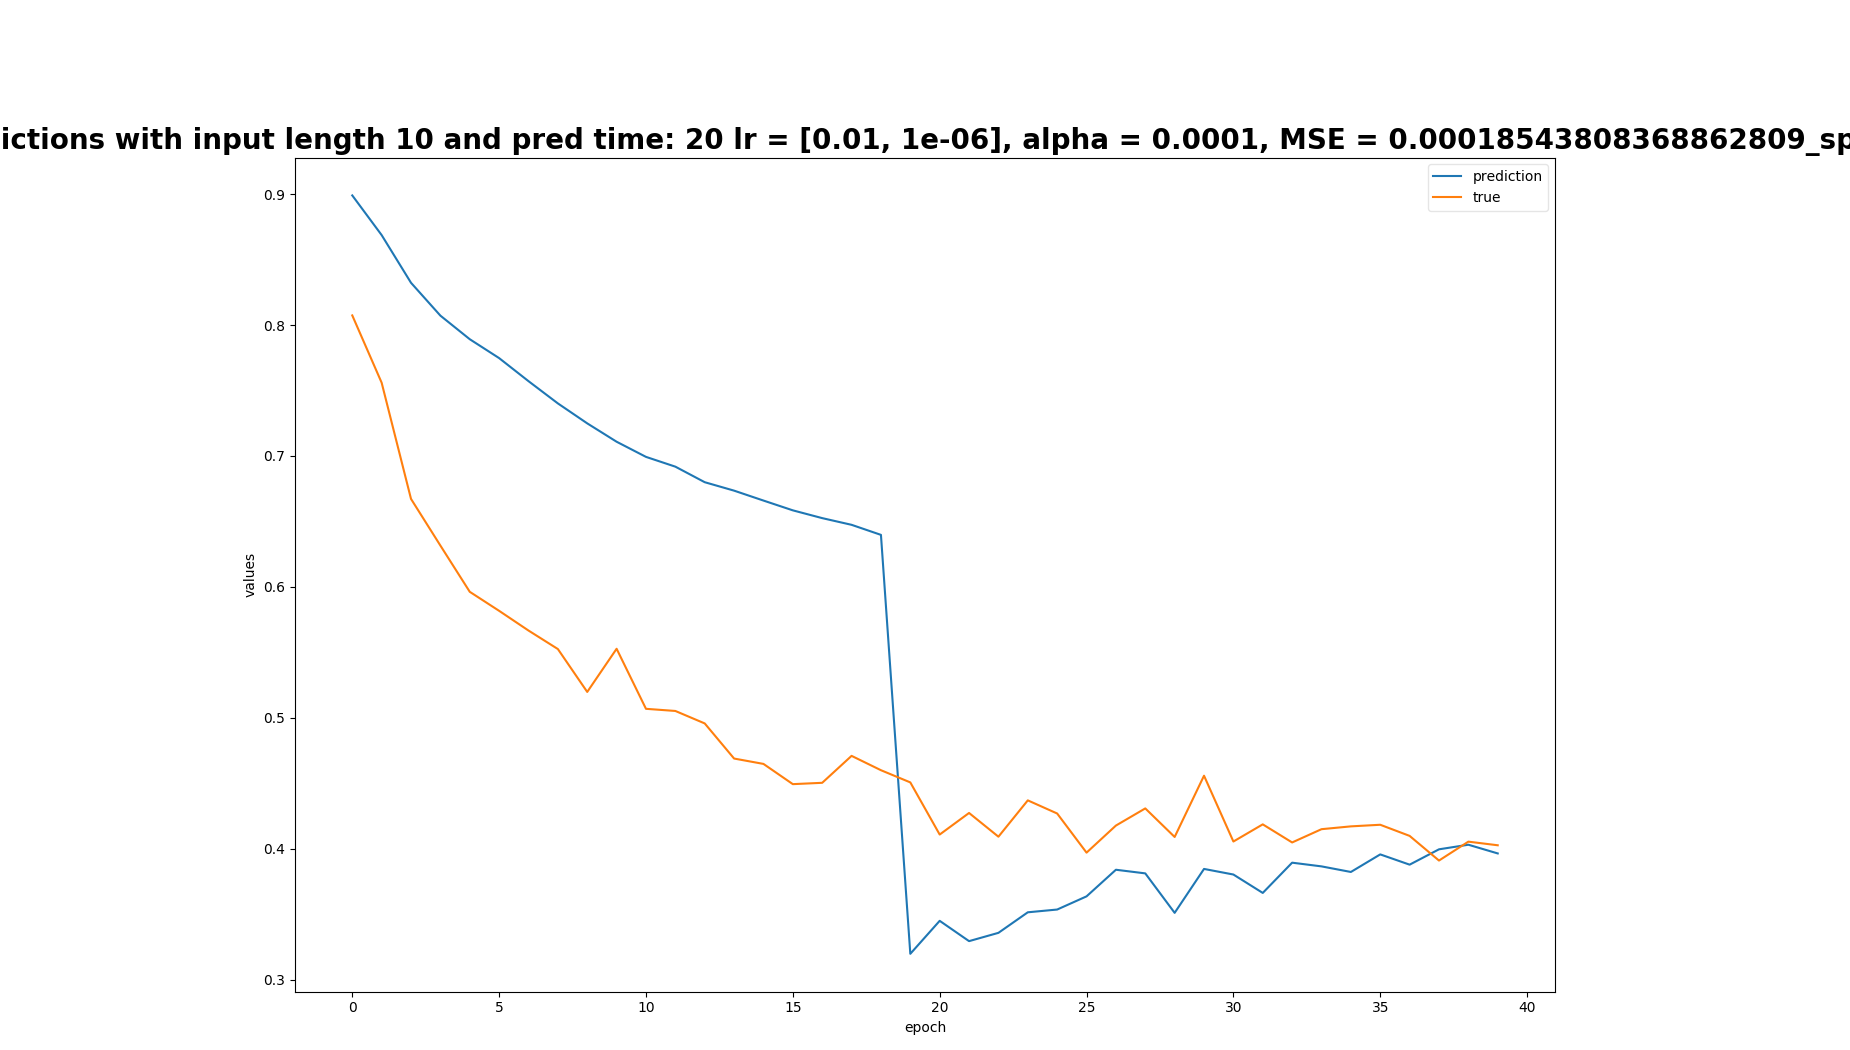 ictions with input length 10 and pred time: 20 lr = [0.01, 1e-06], alpha = 0.0001, MSE = 0.00018543808368862809_sp
prediction
true
0.9
0.8
0.7
0.6
0.5
0.4
0.3
values
0 5 10 15 20 25 30 35 40
epoch